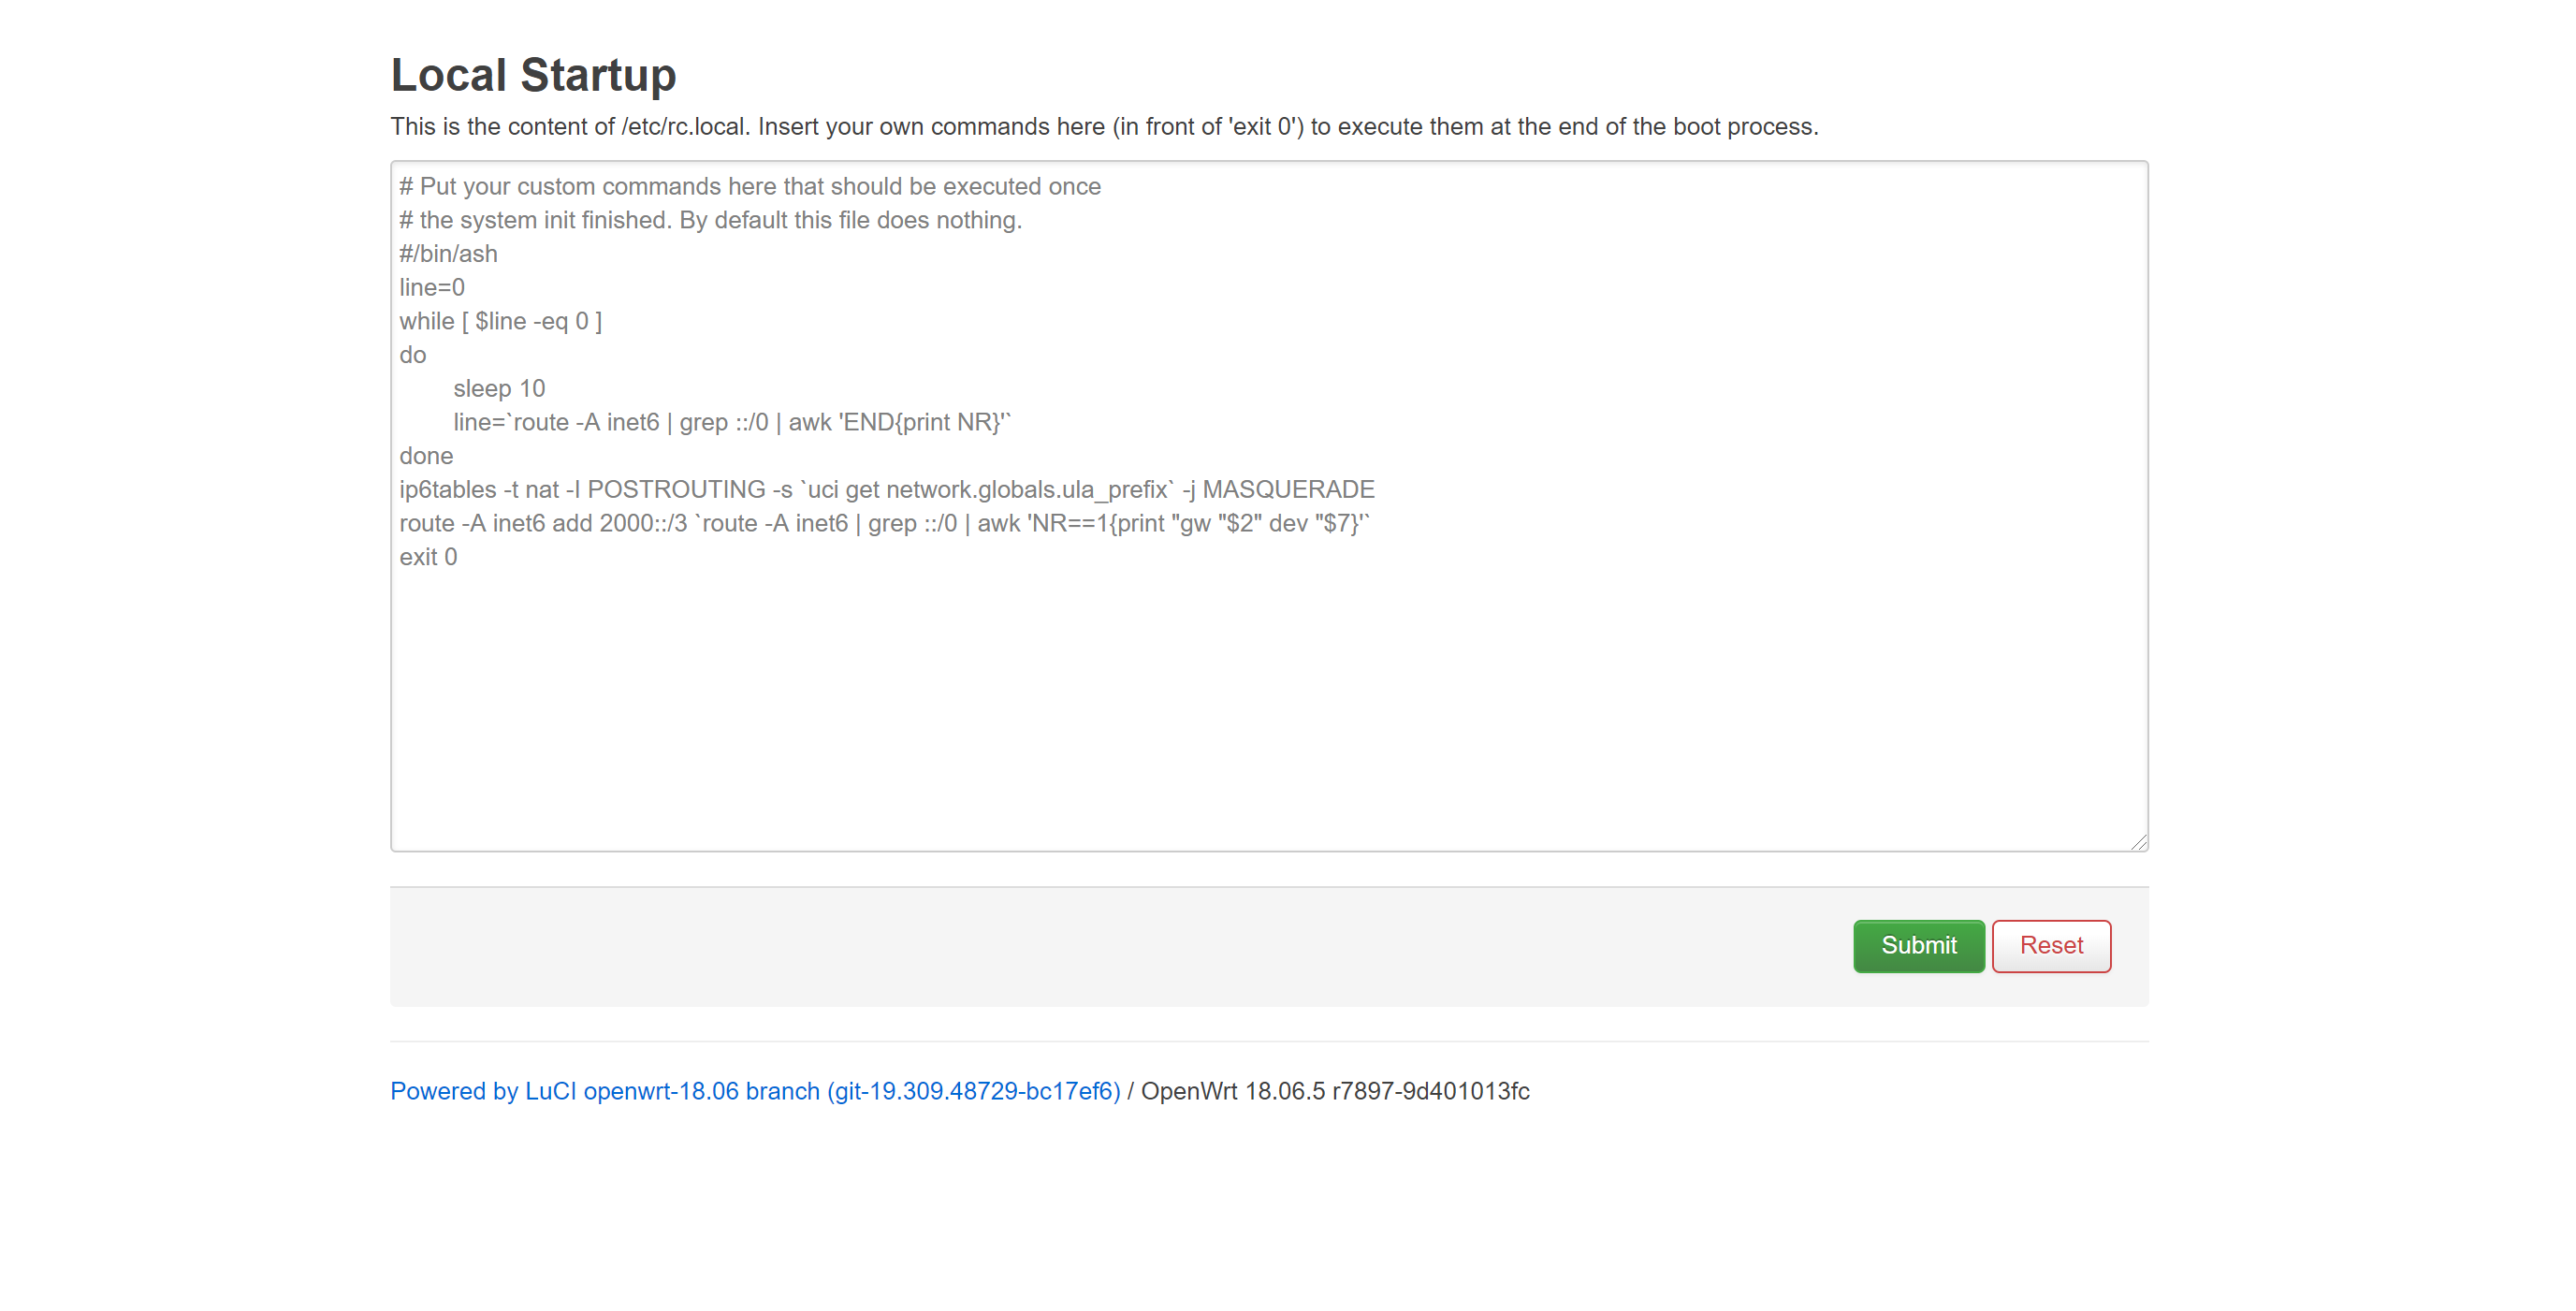 Local Startup
This is the content of /etc/rc.local. Insert your own commands here (in front of 'exit 0') to execute them at the end of the boot process.
# Put your custom commands here that should be executed once
# the system init finished. By default this file does nothing.
#/bin/ash
line=0
while [ $line -eq 0 ]
do
        sleep 10
        line=`route -A inet6 | grep ::/0 | awk 'END{print NR}'`
done
ip6tables -t nat -I POSTROUTING -s `uci get network.globals.ula_prefix` -j MASQUERADE
route -A inet6 add 2000::/3 `route -A inet6 | grep ::/0 | awk 'NR==1{print "gw "$2" dev "$7}'`
exit 0
Submit Reset
Powered by LuCI openwrt-18.06 branch (git-19.309.48729-bc17ef6) / OpenWrt 18.06.5 r7897-9d401013fc